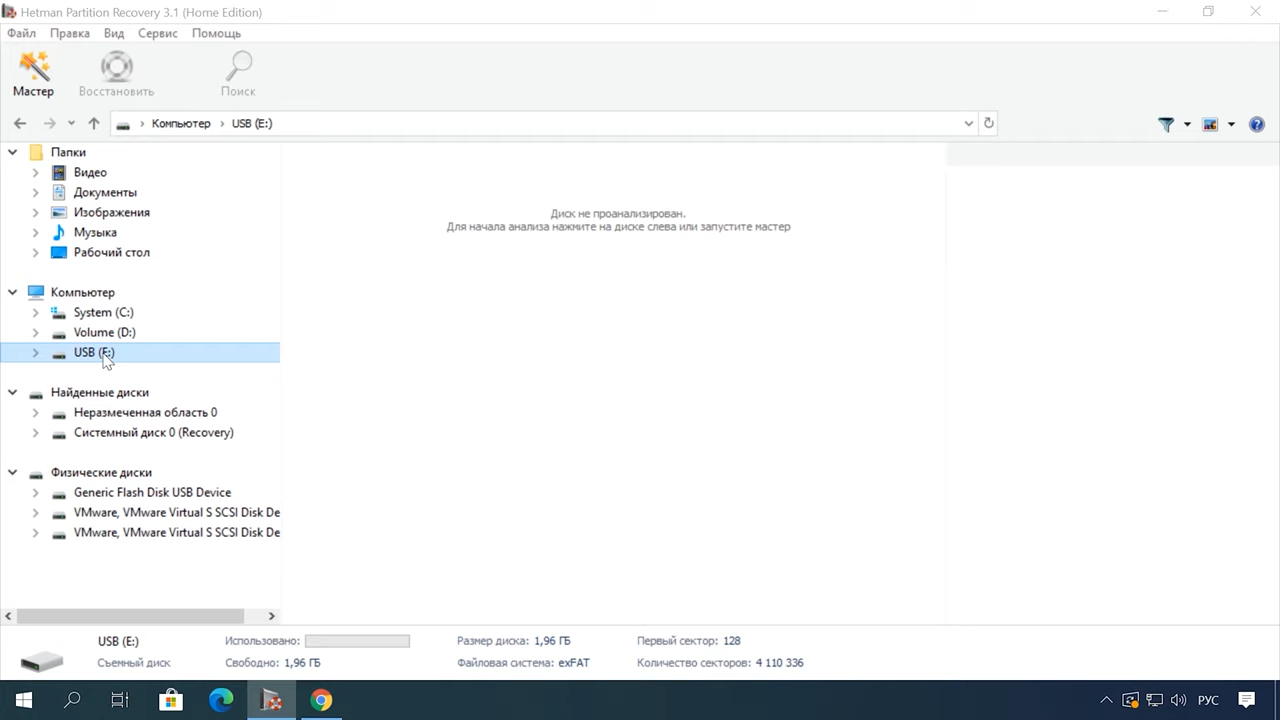 Hetman Partition Recovery 3.1 (Home Edition)
Файл Правка Вид Сервис Помощь
Мастер Восстановить Поиск
Компьютер USB (E:)
Папки
Видео
Документы
Изображения
Музыка
Рабочий стол
Компьютер
System (C:)
Volume (D:)
USB (E:)
Найденные диски
Неразмеченная область 0
Системный диск 0 (Recovery)
Физические диски
Generic Flash Disk USB Device
VMware, VMware Virtual S SCSI Disk De
VMware, VMware Virtual S SCSI Disk De
Диск не проанализирован.
Для начала анализа нажмите на диске слева или запустите мастер
USB (E:) Использовано: Размер диска: 1,96 ГБ Первый сектор: 128
Съемный диск Свободно: 1,96 ГБ Файловая система: exFAT Количество секторов: 4 110 336
РУС